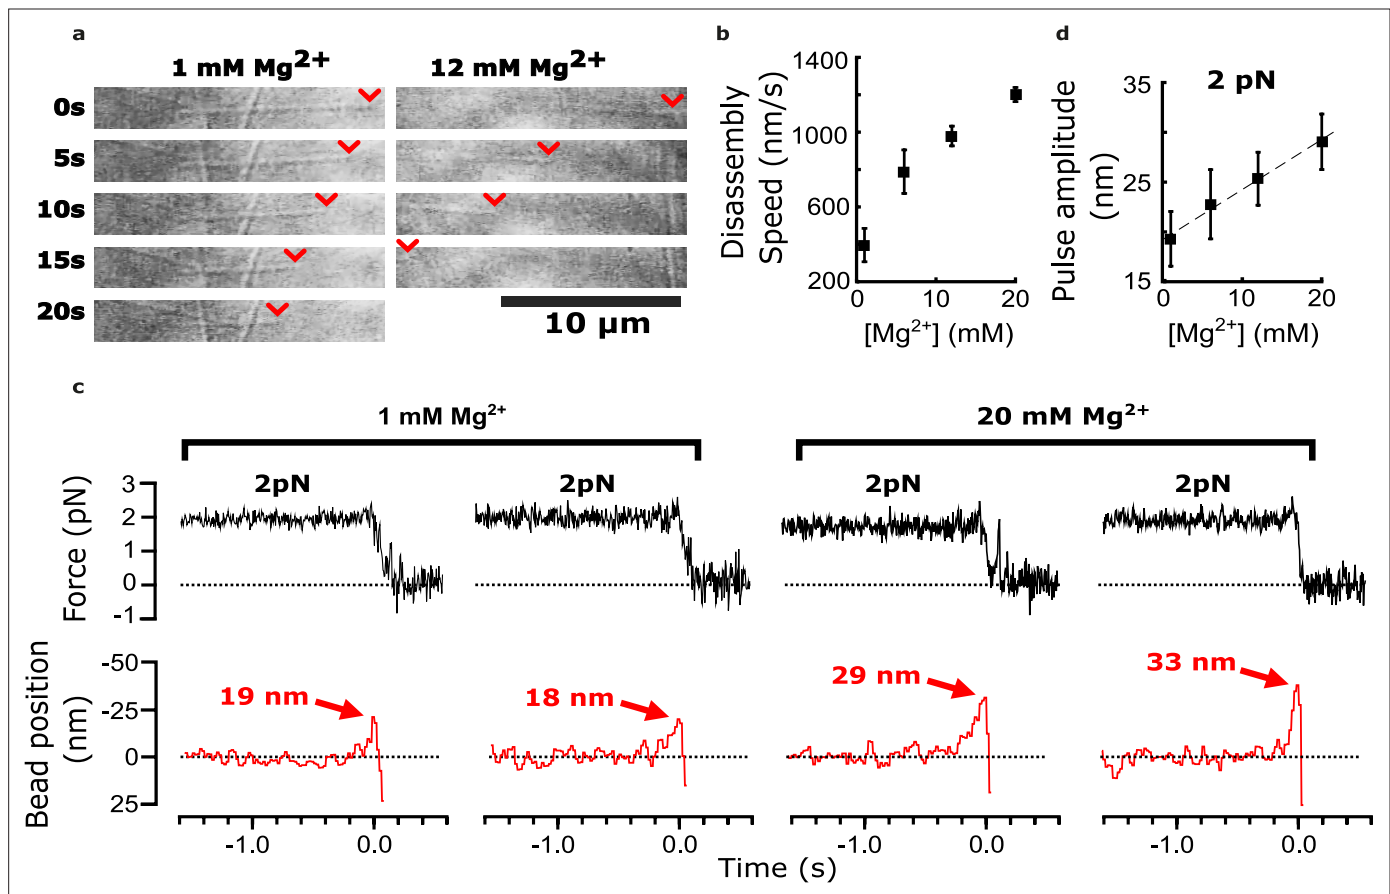 a
1 mM Mg²⁺
12 mM Mg²⁺
0s
5s
10s
15s
20s
10 µm
b
Disassembly
Speed (nm/s)
1400
1000
600
200
0
10
20
[Mg²⁺] (mM)
d
2 pN
Pulse amplitude
(nm)
35
25
15
0
10
20
[Mg²⁺] (mM)
c
1 mM Mg²⁺
20 mM Mg²⁺
Force (pN)
3
2
1
0
-1
2pN
2pN
2pN
2pN
Bead position
(nm)
-50
-25
0
25
19 nm
18 nm
29 nm
33 nm
-1.0
0.0
-1.0
0.0
-1.0
0.0
-1.0
0.0
Time (s)